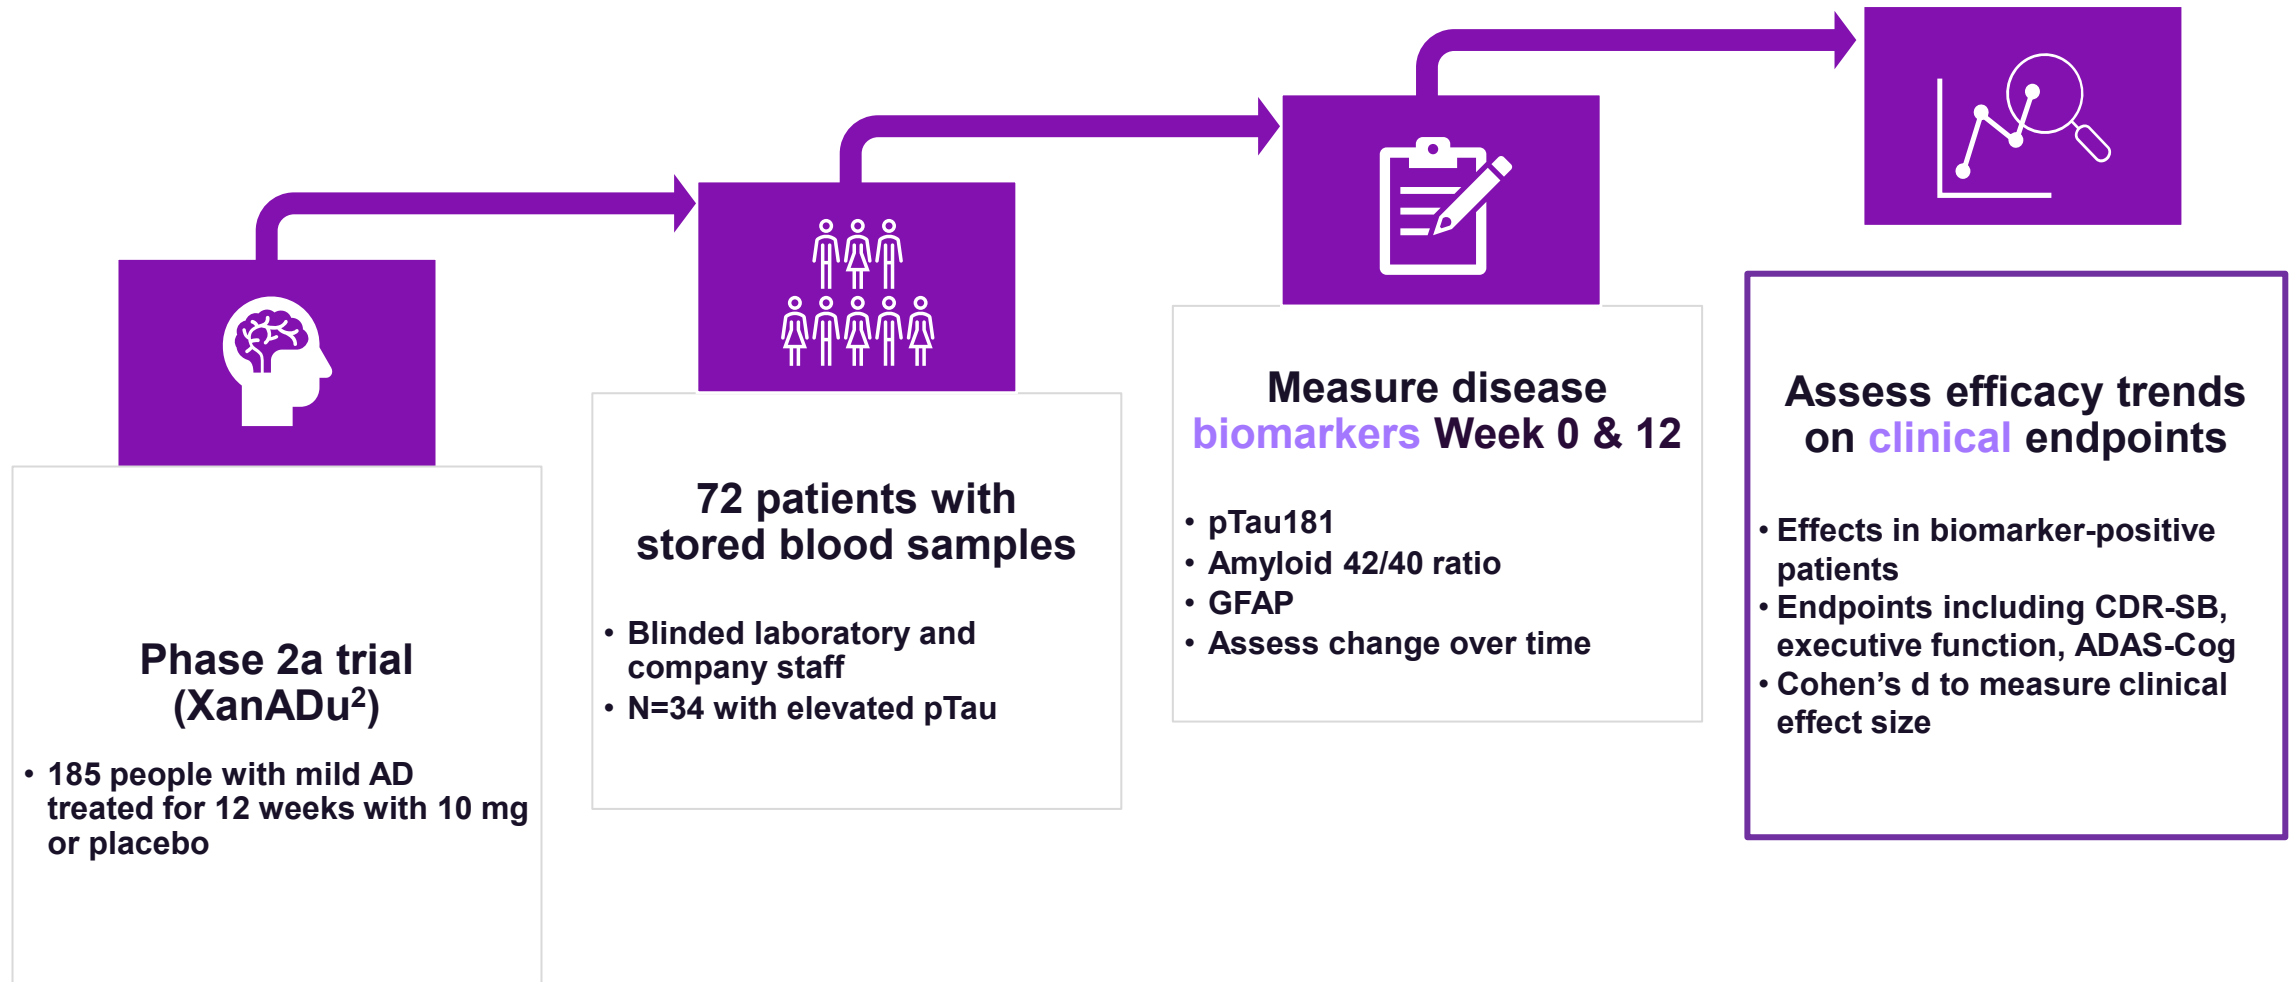 Phase 2a trial
(XanADu²)
• 185 people with mild AD
treated for 12 weeks with 10 mg
or placebo
72 patients with
stored blood samples
• Blinded laboratory and
company staff
• N=34 with elevated pTau
Measure disease
biomarkers Week 0 & 12
• pTau181
• Amyloid 42/40 ratio
• GFAP
• Assess change over time
Assess efficacy trends
on clinical endpoints
• Effects in biomarker-positive
patients
• Endpoints including CDR-SB,
executive function, ADAS-Cog
• Cohen’s d to measure clinical
effect size